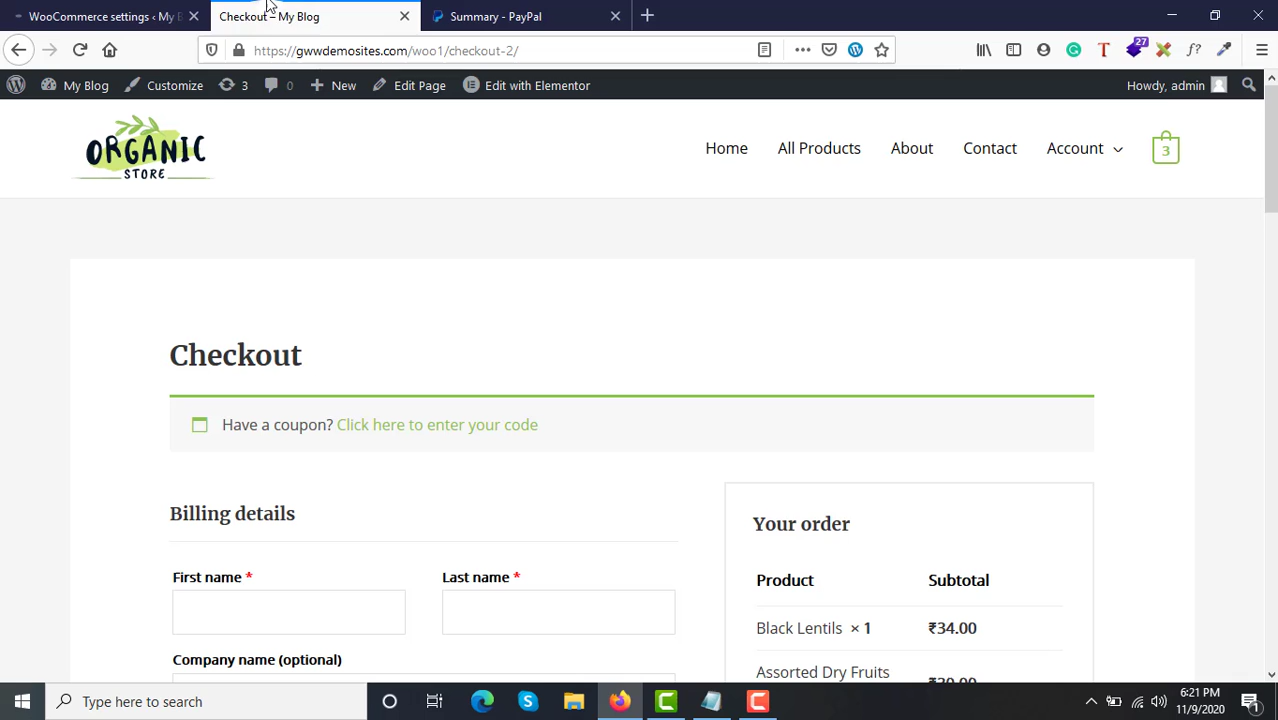 WooCommerce settings ‹ My B
Checkout – My Blog
Summary - PayPal
https://gwwdemosites.com/woo1/checkout-2/
27
T
f?
My Blog
Customize
3
0
New
Edit Page
Edit with Elementor
Howdy, admin
ORGANIC
STORE
Home
All Products
About
Contact
Account
3
Checkout
Have a coupon? Click here to enter your code
Billing details
First name *
Last name *
Company name (optional)
Your order
Product
Subtotal
Black Lentils × 1
₹34.00
Assorted Dry Fruits
Type here to search
6:21 PM
11/9/2020
1